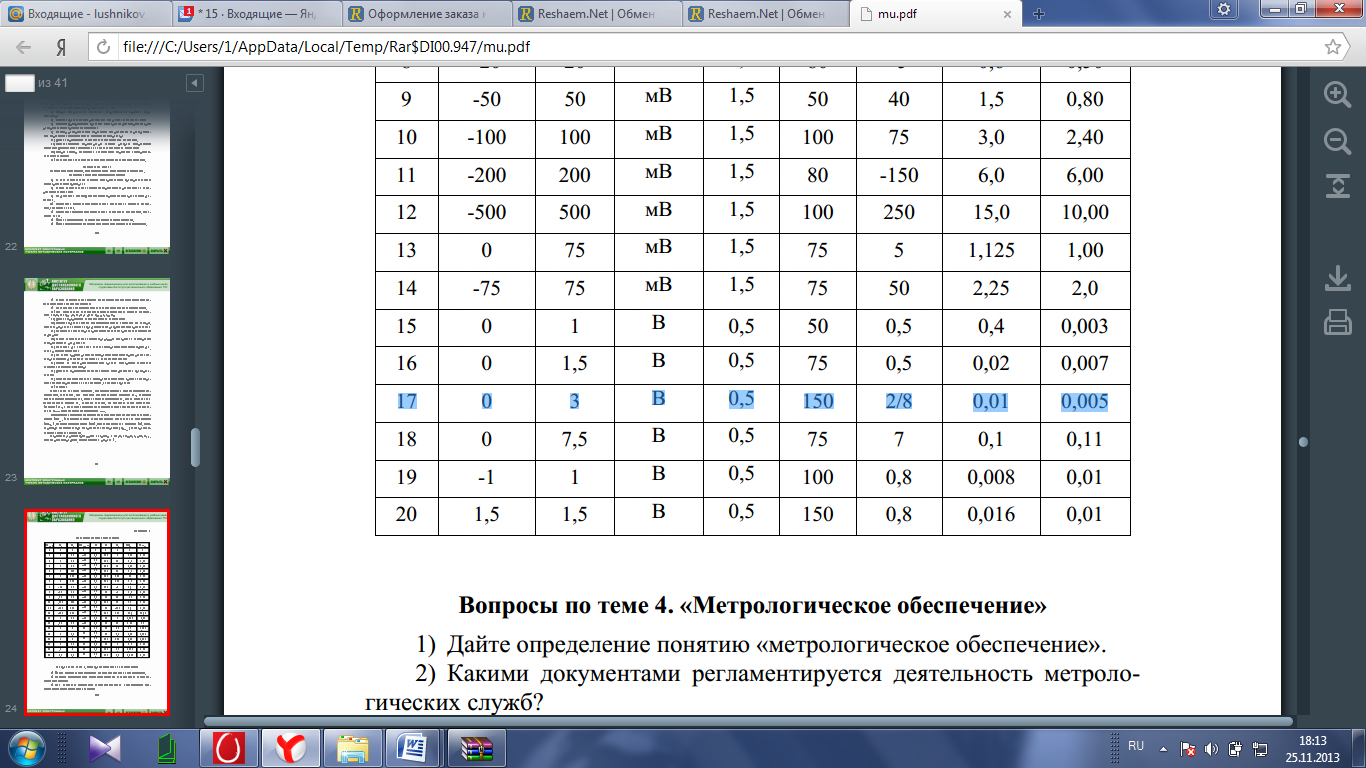 Входящие - lushnikov
* 15 · Входящие — Ян
Оформление заказа
Reshaem.Net | Обмен
Reshaem.Net | Обмен
mu.pdf
file:///C:/Users/1/AppData/Local/Temp/Rar$DI00.947/mu.pdf
из 41
9 -50 50 мВ 1,5 50 40 1,5 0,80
10 -100 100 мВ 1,5 100 75 3,0 2,40
11 -200 200 мВ 1,5 80 -150 6,0 6,00
12 -500 500 мВ 1,5 100 250 15,0 10,00
13 0 75 мВ 1,5 75 5 1,125 1,00
14 -75 75 мВ 1,5 75 50 2,25 2,0
15 0 1 В 0,5 50 0,5 0,4 0,003
16 0 1,5 В 0,5 75 0,5 0,02 0,007
17 0 3 В 0,5 150 2/8 0,01 0,005
18 0 7,5 В 0,5 75 7 0,1 0,11
19 -1 1 В 0,5 100 0,8 0,008 0,01
20 1,5 1,5 В 0,5 150 0,8 0,016 0,01
Вопросы по теме 4. «Метрологическое обеспечение»
1) Дайте определение понятию «метрологическое обеспечение».
2) Какими документами регламентируется деятельность метроло-
гических служб?
22
23
24
RU
18:13
25.11.2013